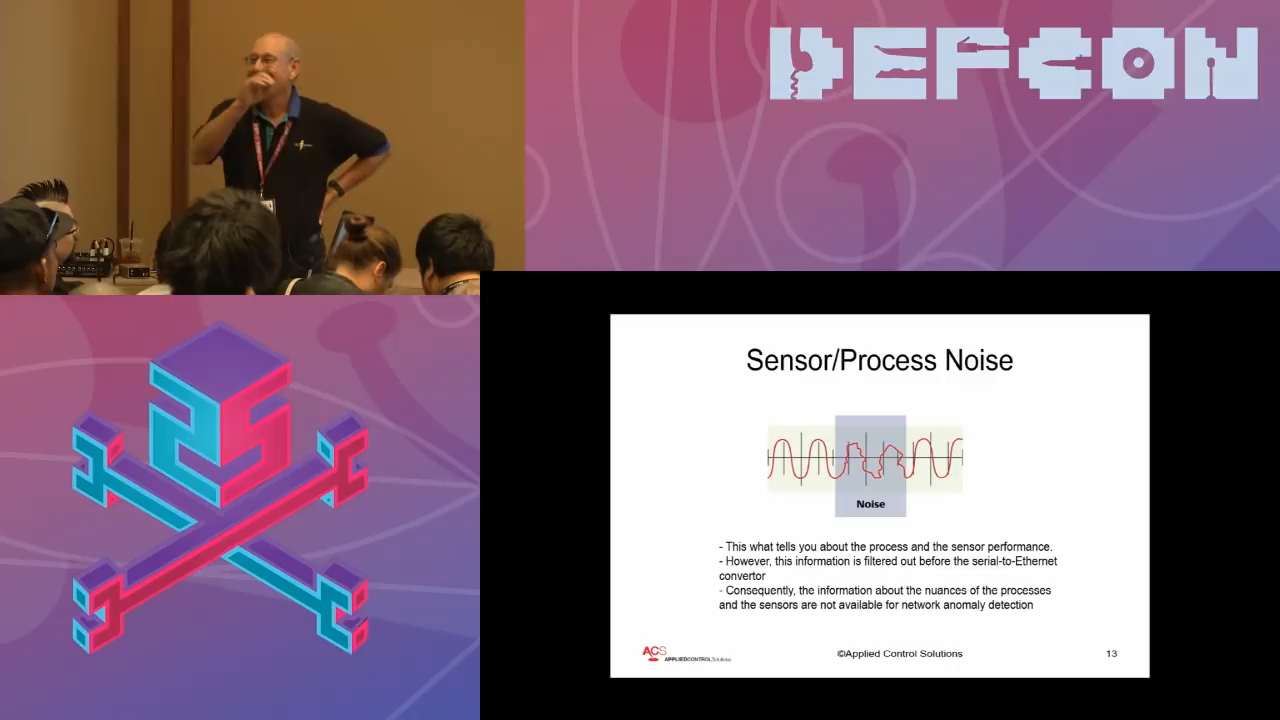 DEFCON
25
Sensor/Process Noise
Noise
- This what tells you about the process and the sensor performance.
- However, this information is filtered out before the serial-to-Ethernet
convertor
- Consequently, the information about the nuances of the processes
and the sensors are not available for network anomaly detection
ACS
APPLIEDCONTROLSolutions
©Applied Control Solutions
13